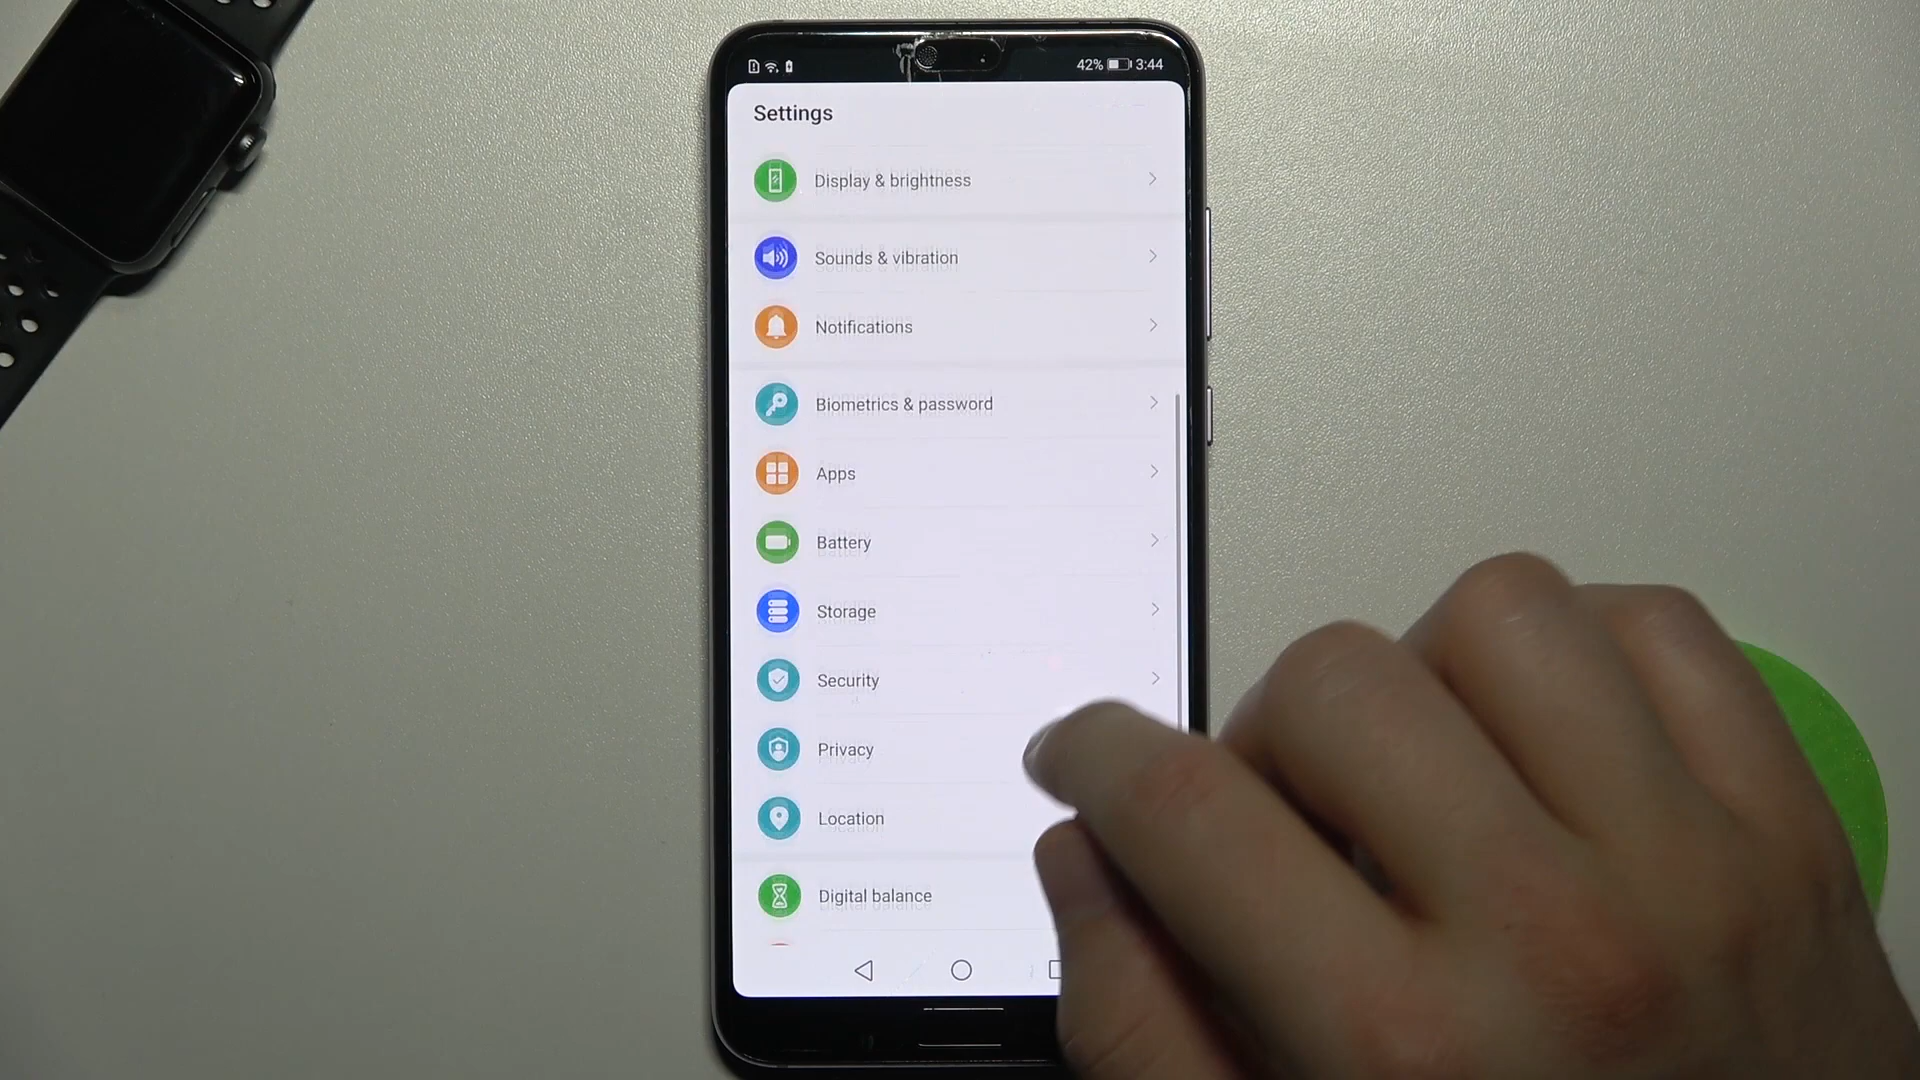 42% 3:44
Settings
Display & brightness
Sounds & vibration
Notifications
Biometrics & password
Apps
Battery
Storage
Security
Privacy
Location
Digital balance